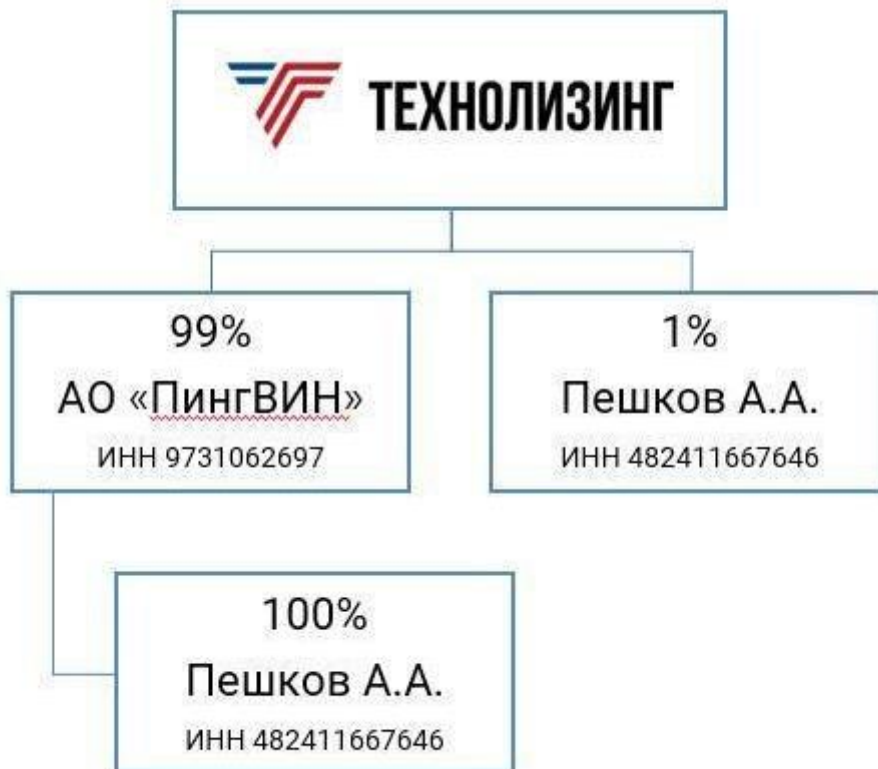 ТЕХНОЛИЗИНГ
99%
АО «ПингВИН»
ИНН 9731062697
1%
Пешков А.А.
ИНН 482411667646
100%
Пешков А.А.
ИНН 482411667646